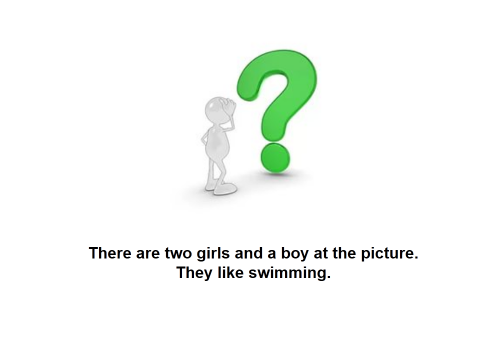 There are two girls and a boy at the picture.
They like swimming.